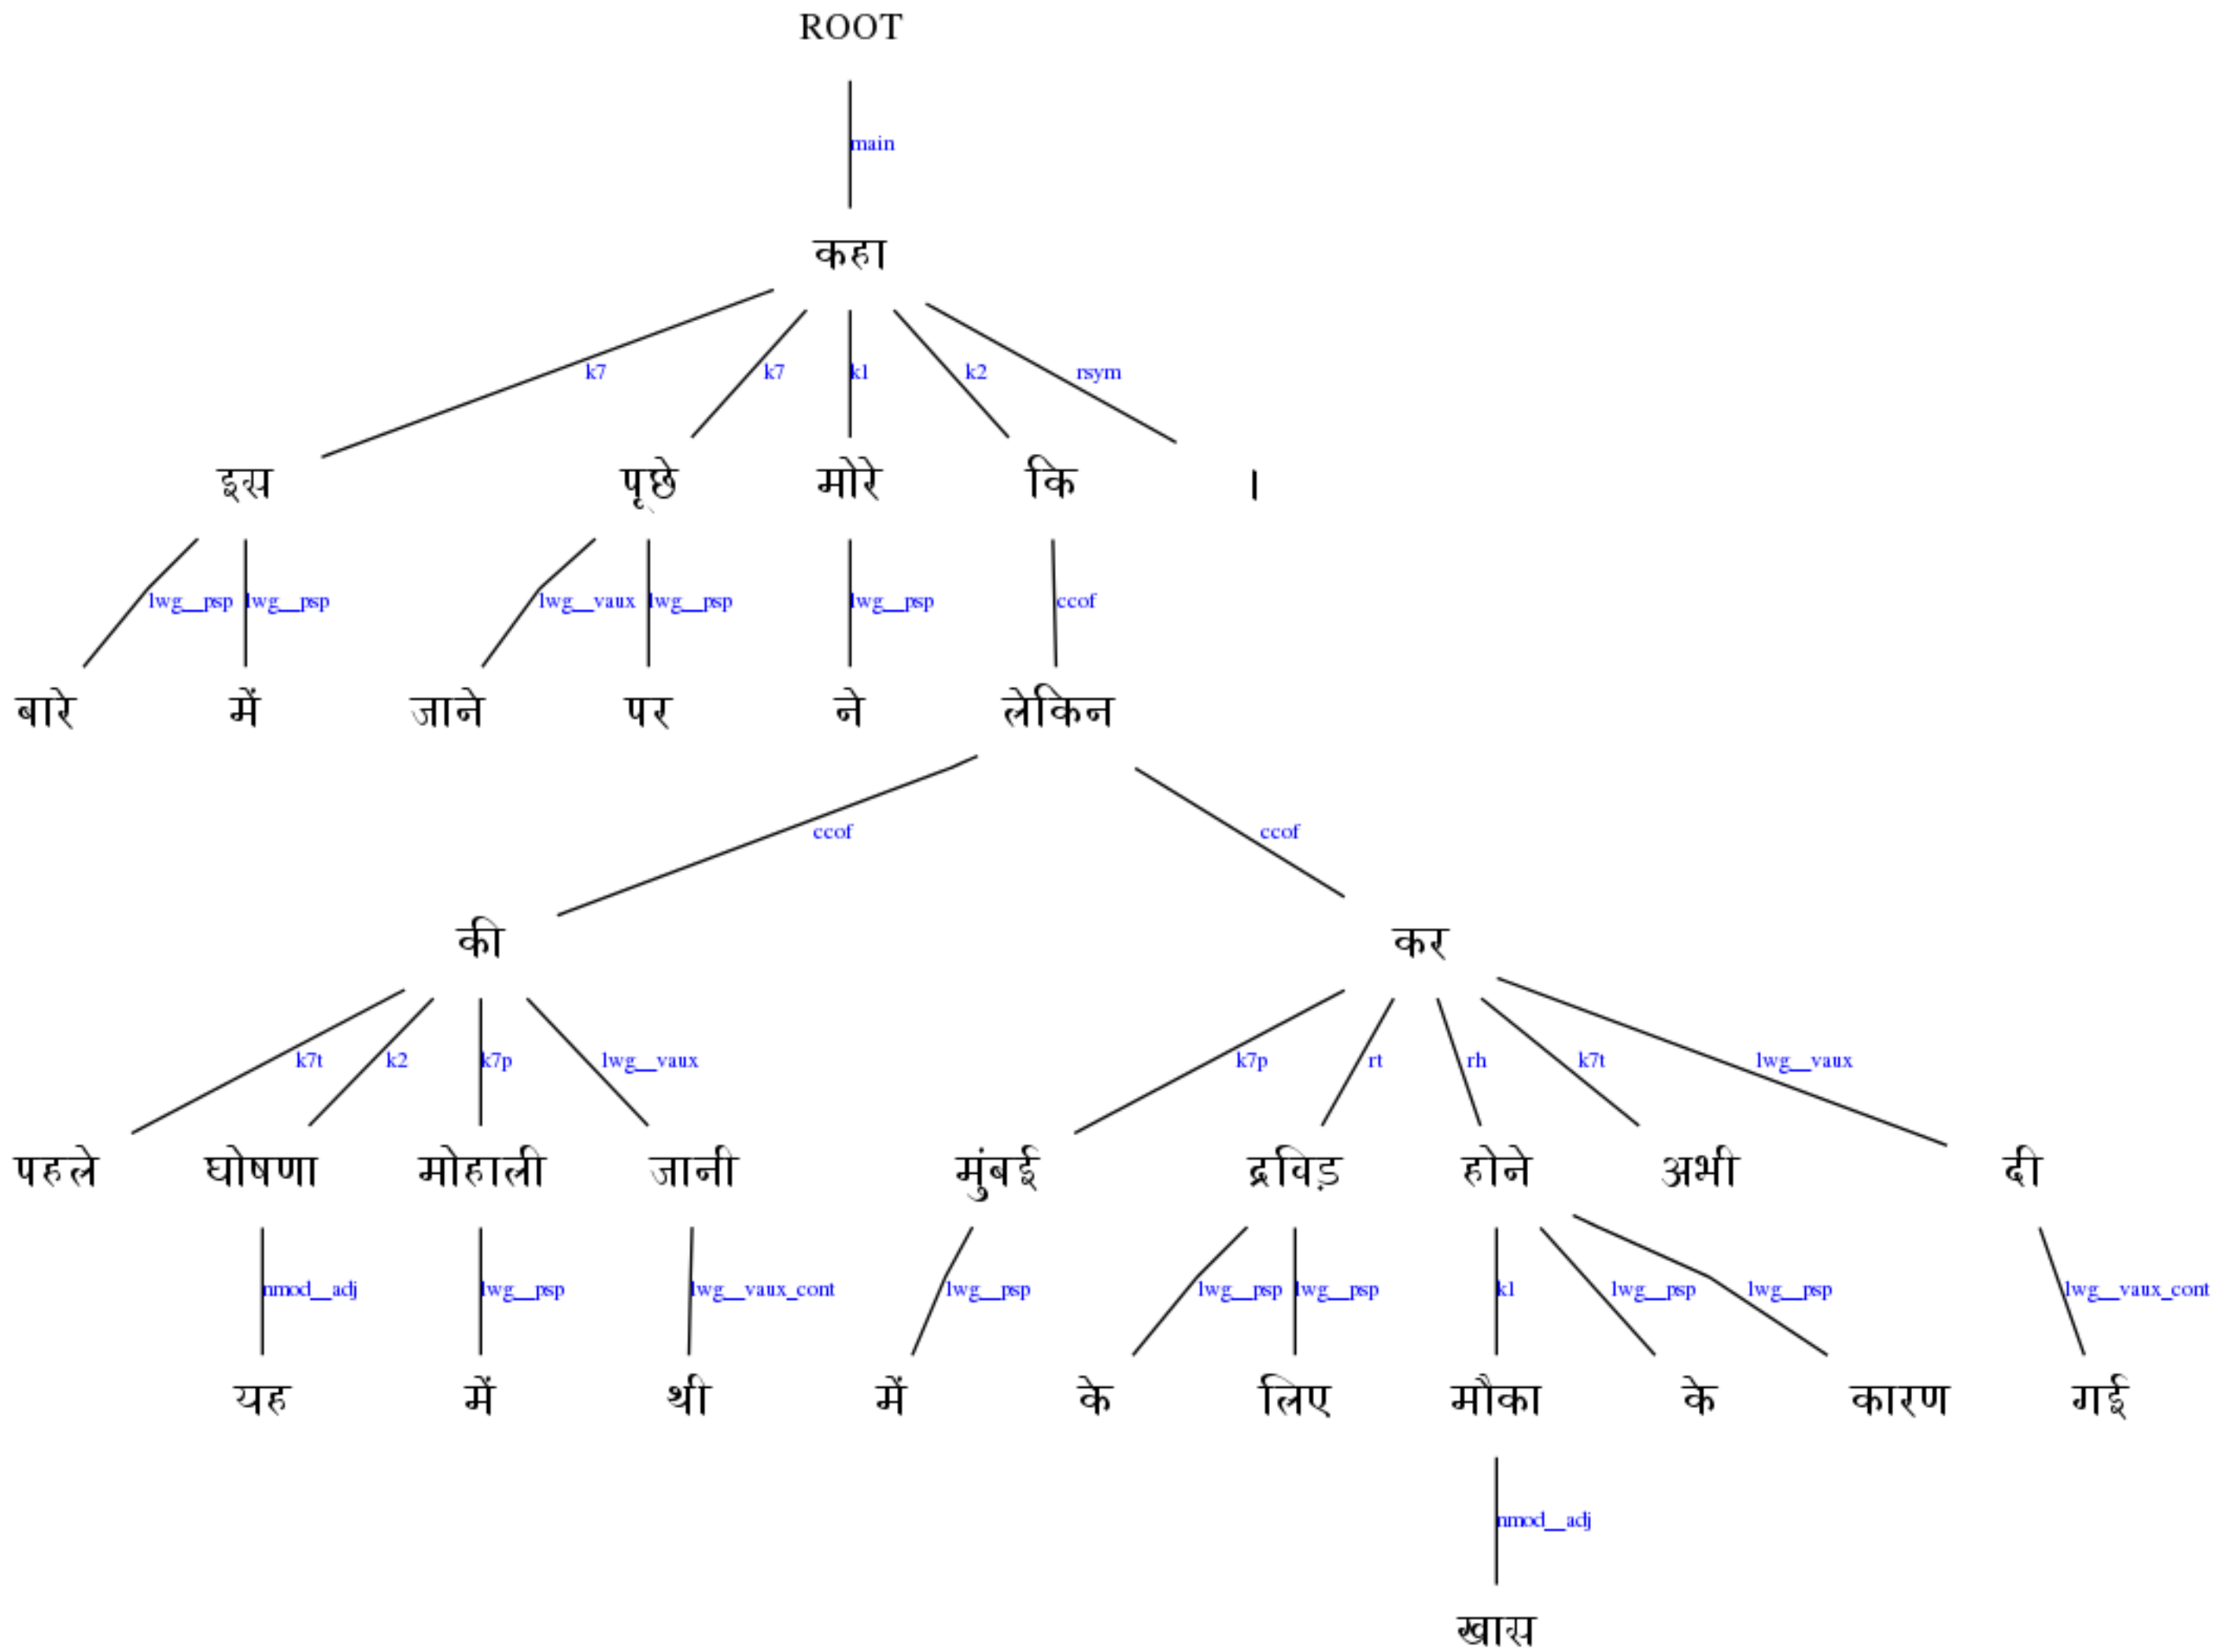 ROOT
main
कहा
k7 k7 k1 k2 rsym
इस पूछे मोरे कि ।
lwg__psp lwg__psp lwg__vaux lwg__psp lwg__psp ccof
बारे में जाने पर ने लेकिन
ccof ccof
की कर
k7t k2 k7p lwg__vaux k7p rt rh k7t lwg__vaux
पहले घोषणा मोहाली जानी मुंबई द्रविड़ होने अभी दी
nmod__adj lwg__psp lwg__vaux_cont lwg__psp lwg__psp lwg__psp k1 lwg__psp lwg__psp lwg__vaux_cont
यह में थी में के लिए मौका के कारण गई
nmod__adj
खास